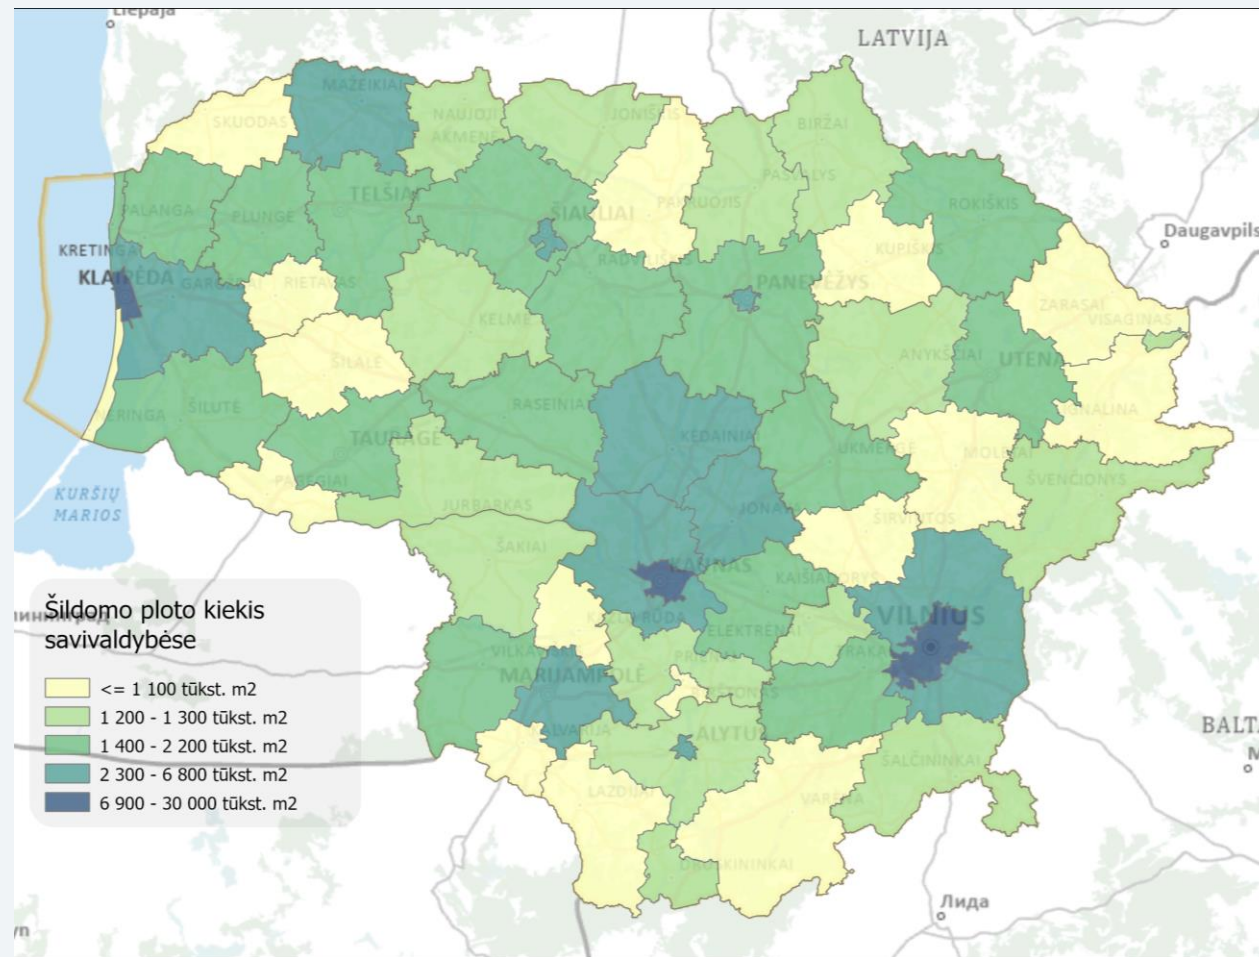 Liepaja
LATVIJA
MAŽEIKIAI
SKUODAS
NAUJOJI
AKMENĖ
JONIŠKIS
BIRŽAI
PASVALYS
PAKRUOJIS
TELŠIAI
PALANGA
PLUNGĖ
ŠIAULIAI
ROKIŠKIS
Daugavpils
KRETINGA
KUPIŠKIS
RADVILIŠKIS
KLAIPĖDA
GARGŽDAI
RIETAVAS
PANEVĖŽYS
ZARASAI
VISAGINAS
KELMĖ
ŠILALĖ
ANYKŠČIAI
UTENA
NERINGA
ŠILUTĖ
RASEINIAI
IGNALINA
TAURAGĖ
KĖDAINIAI
UKMERGĖ
MOLĖTAI
ŠVENČIONYS
PAGĖGIAI
KURŠIŲ
MARIOS
JURBARKAS
JONAVA
ŠIRVINTOS
ŠAKIAI
KAUNAS
KAIŠIADORYS
KAZLŲ RŪDA
VILNIUS
ELEKTRĖNAI
VILKAVIŠKIS
PRIENAI
TRAKAI
MARIJAMPOLĖ
BIRŠTONAS
KALVARIJA
ALYTUS
BALTA
M
ŠALČININKAI
LAZDIJAI
VARĖNA
DRUSKININKAI
Лида
Šildomo ploto kiekis
savivaldybėse
<= 1 100 tūkst. m2
1 200 - 1 300 tūkst. m2
1 400 - 2 200 tūkst. m2
2 300 - 6 800 tūkst. m2
6 900 - 30 000 tūkst. m2